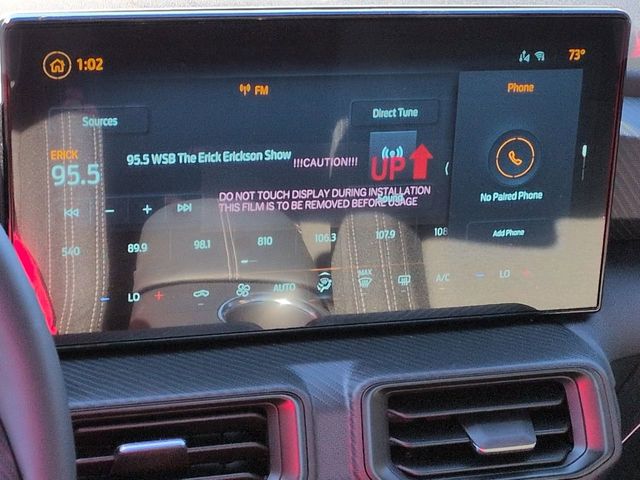 1:02
73°
FM
Phone
Sources
Direct Tune
ERICK
95.5
95.5 WSB The Erick Erickson Show
!!!CAUTION!!!
UP
No Paired Phone
DO NOT TOUCH DISPLAY DURING INSTALLATION
THIS FILM IS TO BE REMOVED BEFORE USAGE
Sound
- +
Add Phone
540 89.9 98.1 810 106.3 107.9 108
- LO + AUTO MAX A/C - LO +